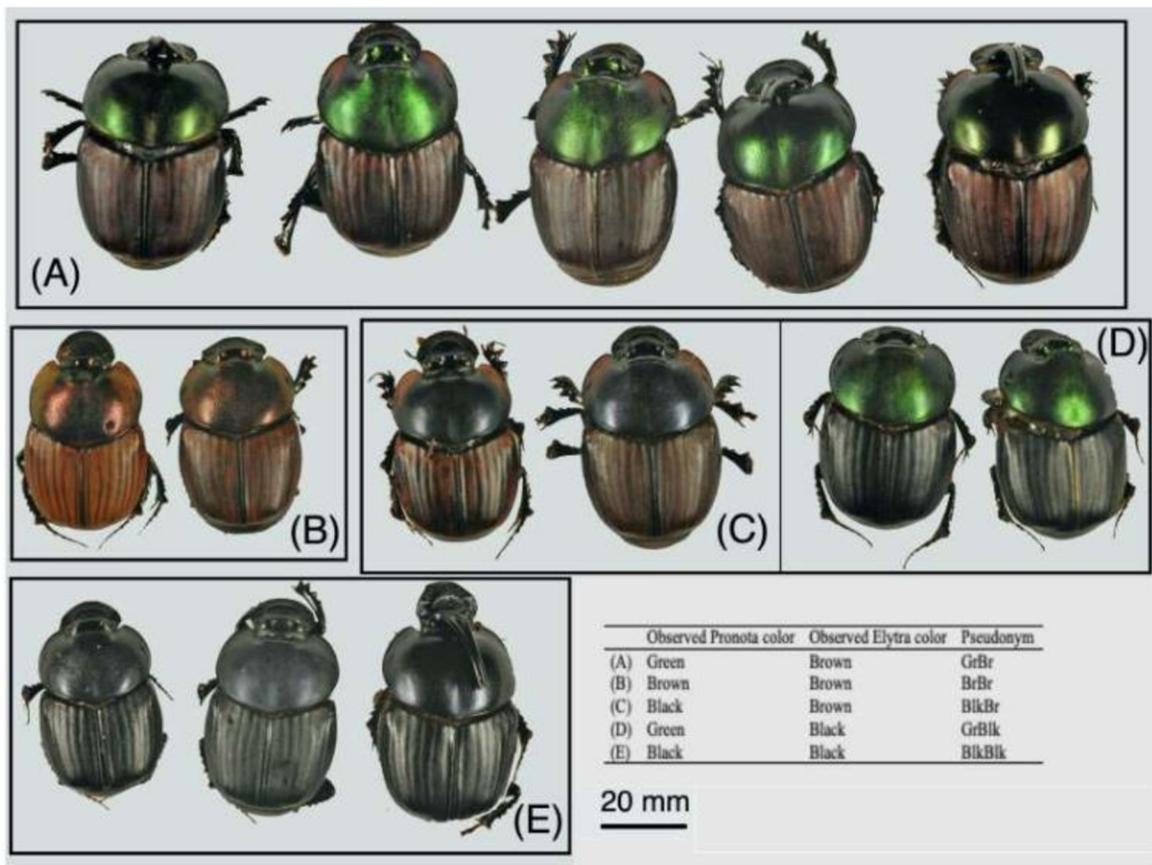 (A)
(B)
(C)
(D)
(E)
Observed Pronota color Observed Elytra color Pseudonym
(A) Green Brown GrBr
(B) Brown Brown BrBr
(C) Black Brown BlkBr
(D) Green Black GrBlk
(E) Black Black BlkBlk
20 mm